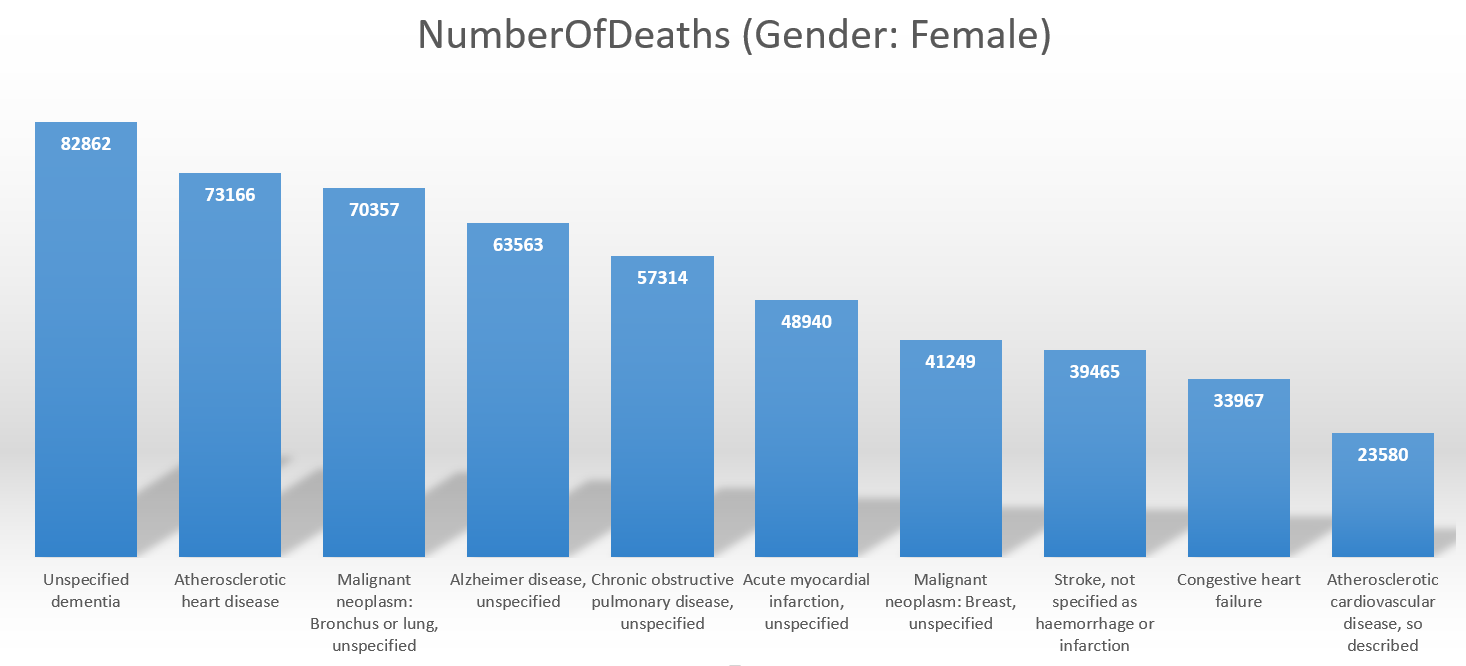 NumberOfDeaths (Gender: Female)
82862
73166
70357
63563
57314
48940
41249
39465
33967
23580
Unspecified
dementia
Atherosclerotic
heart disease
Malignant
neoplasm:
Bronchus or lung,
unspecified
Alzheimer disease,
unspecified
Chronic obstructive
pulmonary disease,
unspecified
Acute myocardial
infarction,
unspecified
Malignant
neoplasm: Breast,
unspecified
Stroke, not
specified as
haemorrhage or
infarction
Congestive heart
failure
Atherosclerotic
cardiovascular
disease, so
described